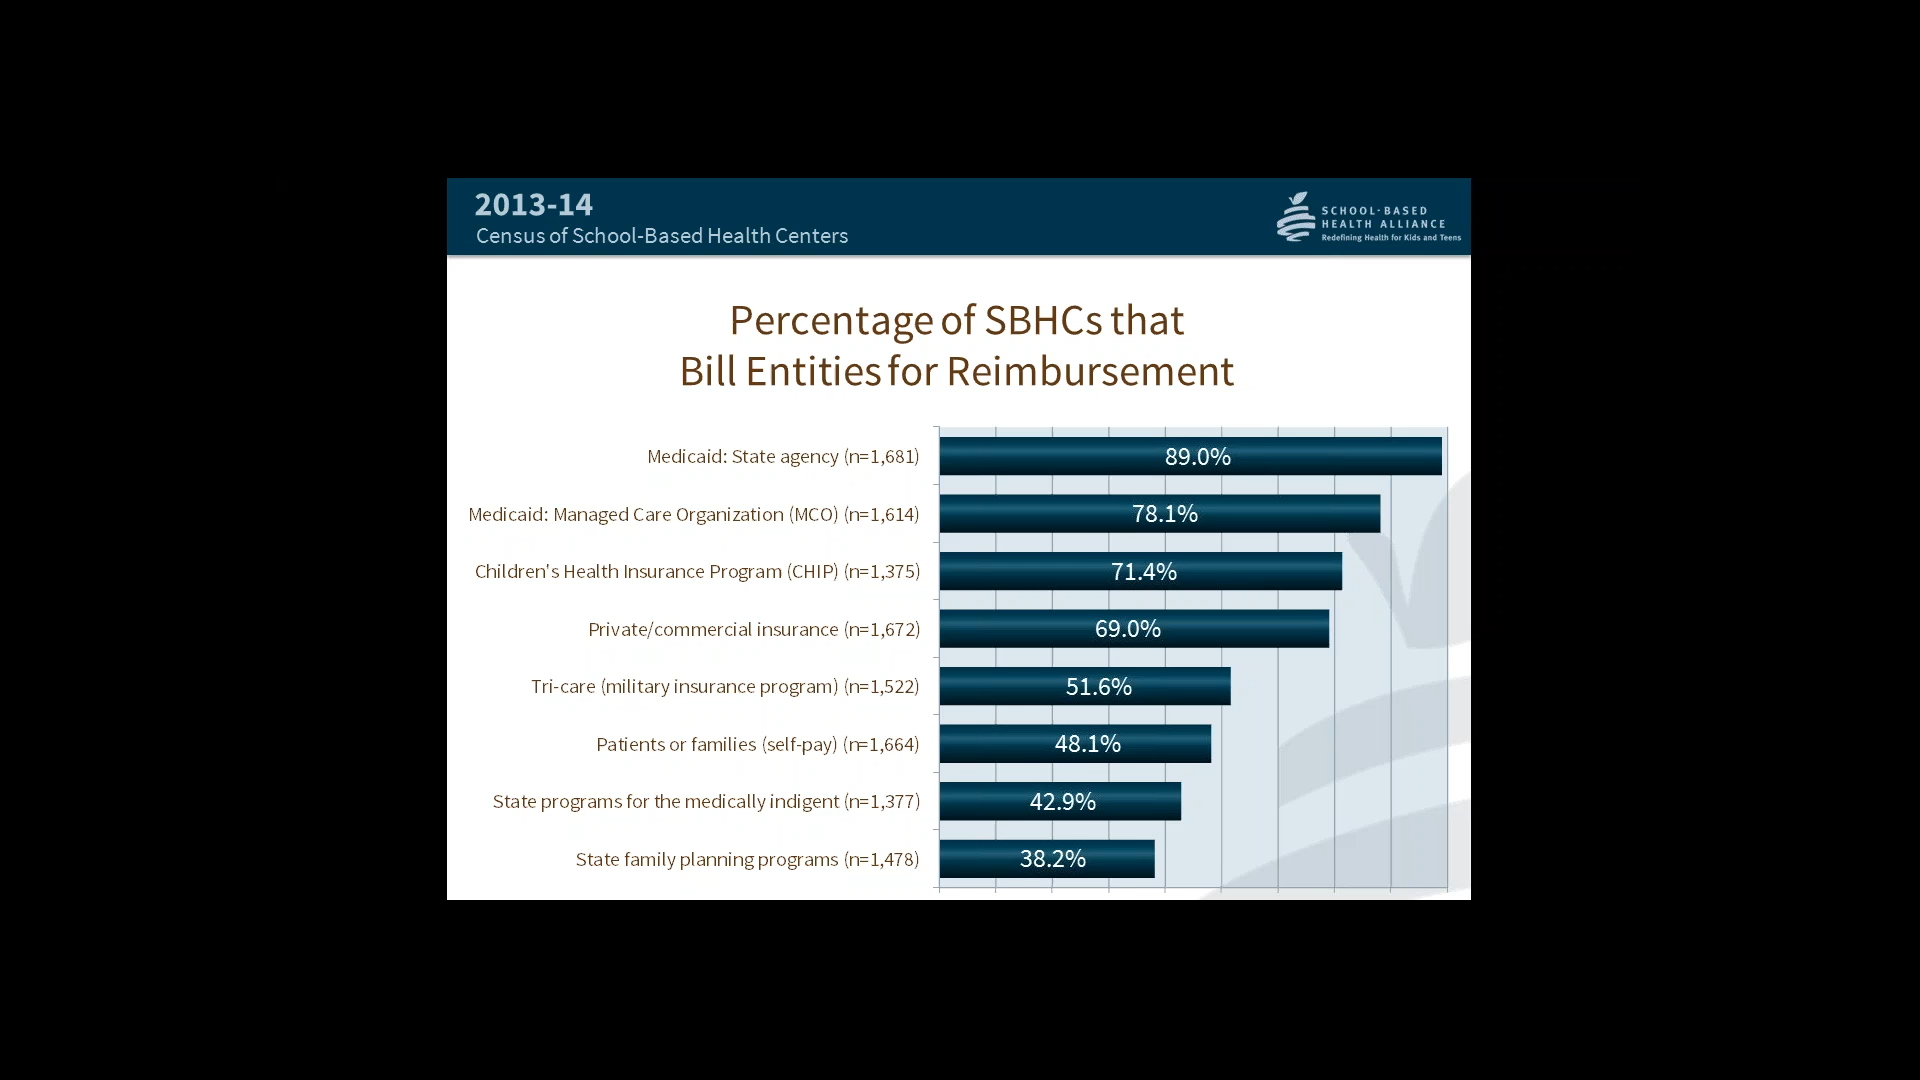 2013-14
Census of School-Based Health Centers
SCHOOL-BASED
HEALTH ALLIANCE
Redefining Health for Kids and Teens
Percentage of SBHCs that
Bill Entities for Reimbursement
Medicaid: State agency (n=1,681) 89.0%
Medicaid: Managed Care Organization (MCO) (n=1,614) 78.1%
Children's Health Insurance Program (CHIP) (n=1,375) 71.4%
Private/commercial insurance (n=1,672) 69.0%
Tri-care (military insurance program) (n=1,522) 51.6%
Patients or families (self-pay) (n=1,664) 48.1%
State programs for the medically indigent (n=1,377) 42.9%
State family planning programs (n=1,478) 38.2%